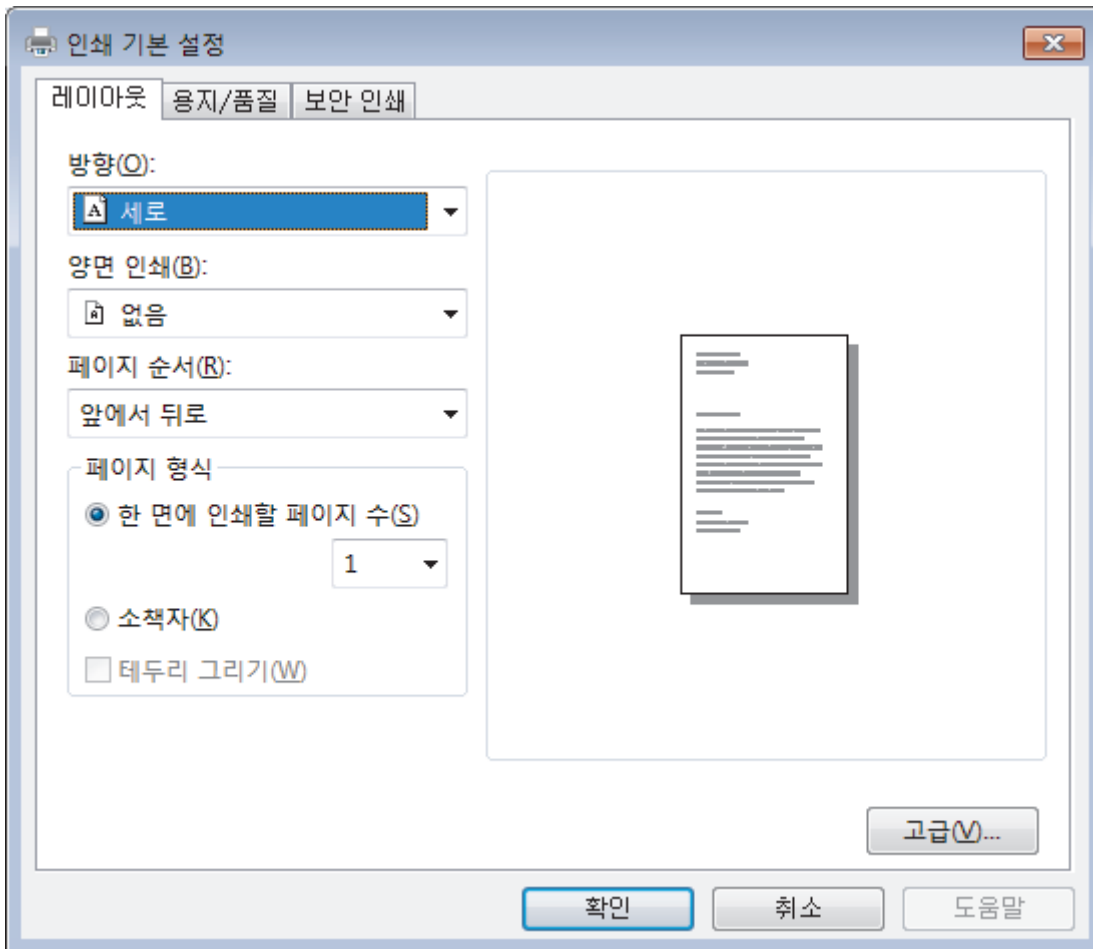 인쇄 기본 설정
레이아웃 용지/품질 보안 인쇄
방향(O):
A 세로
양면 인쇄(B):
A 없음
페이지 순서(R):
앞에서 뒤로
페이지 형식
한 면에 인쇄할 페이지 수(S)
1
소책자(K)
테두리 그리기(W)
고급(V)...
확인 취소 도움말